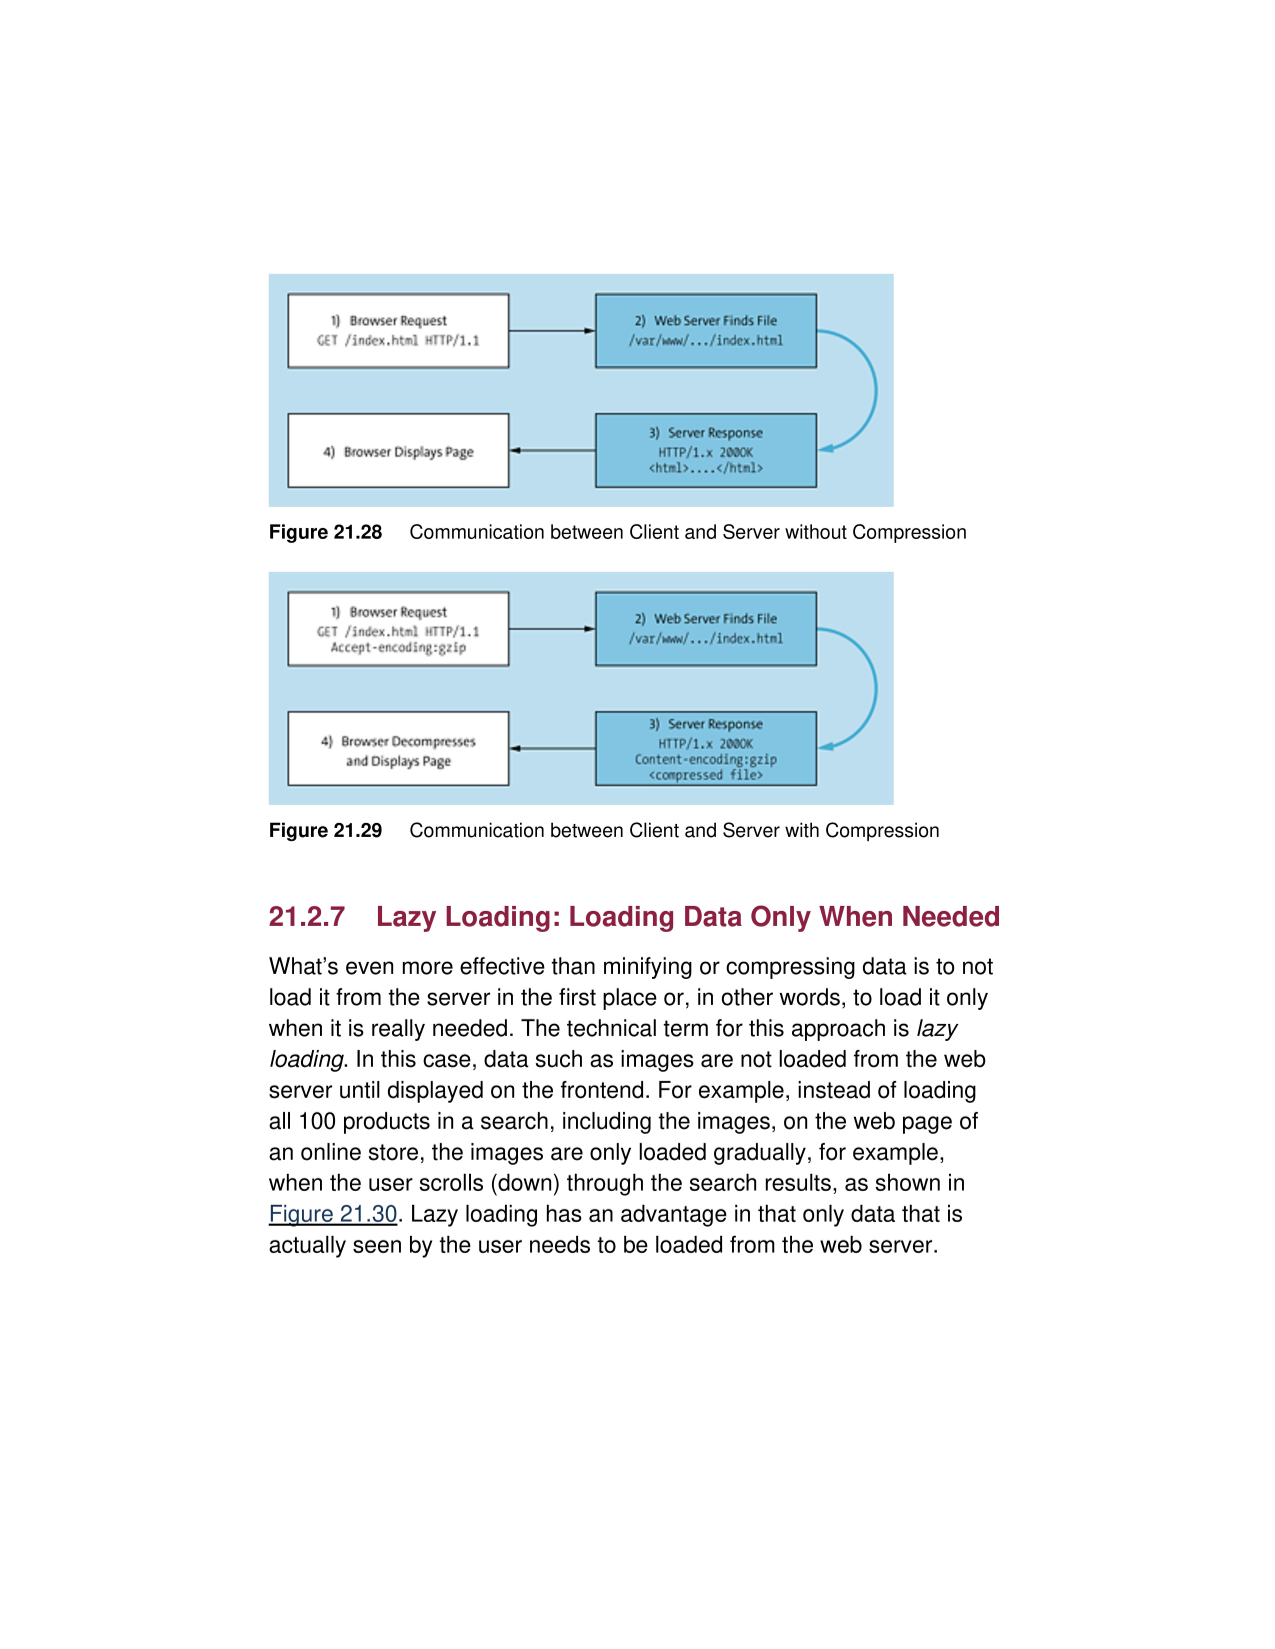 1) Browser Request
GET /index.html HTTP/1.1
2) Web Server Finds File
/var/www/.../index.html
3) Server Response
HTTP/1.x 200OK
<html>....</html>
4) Browser Displays Page
Figure 21.28 Communication between Client and Server without Compression
1) Browser Request
GET /index.html HTTP/1.1
Accept-encoding:gzip
2) Web Server Finds File
/var/www/.../index.html
3) Server Response
HTTP/1.x 200OK
Content-encoding:gzip
<compressed file>
4) Browser Decompresses
and Displays Page
Figure 21.29 Communication between Client and Server with Compression
21.2.7 Lazy Loading: Loading Data Only When Needed
What’s even more effective than minifying or compressing data is to not
load it from the server in the first place or, in other words, to load it only
when it is really needed. The technical term for this approach is lazy
loading. In this case, data such as images are not loaded from the web
server until displayed on the frontend. For example, instead of loading
all 100 products in a search, including the images, on the web page of
an online store, the images are only loaded gradually, for example,
when the user scrolls (down) through the search results, as shown in
Figure 21.30. Lazy loading has an advantage in that only data that is
actually seen by the user needs to be loaded from the web server.